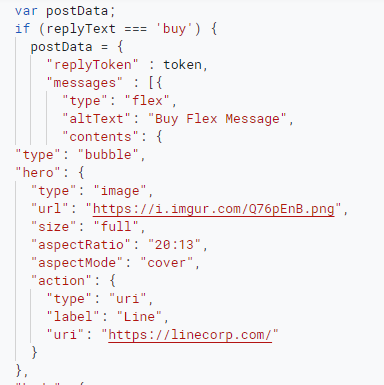 var postData;
if (replyText === 'buy') {
postData = {
"replyToken" : token,
"messages" : [{
"type": "flex",
"altText": "Buy Flex Message",
"contents": {
"type": "bubble",
"hero": {
"type": "image",
"url": "https://i.imgur.com/Q76pEnB.png",
"size": "full",
"aspectRatio": "20:13",
"aspectMode": "cover",
"action": {
"type": "uri",
"label": "Line",
"uri": "https://linecorp.com/"
}
},